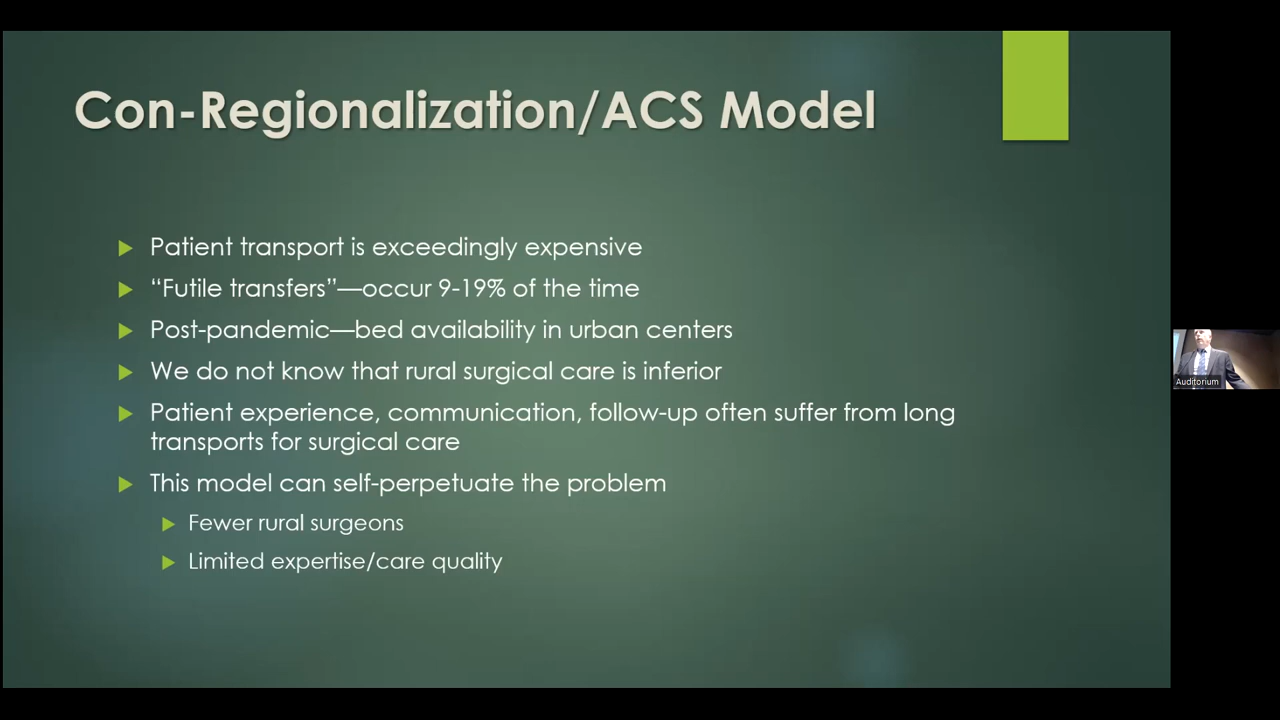 Con-Regionalization/ACS Model
Patient transport is exceedingly expensive
“Futile transfers”—occur 9-19% of the time
Post-pandemic—bed availability in urban centers
We do not know that rural surgical care is inferior
Patient experience, communication, follow-up often suffer from long
transports for surgical care
This model can self-perpetuate the problem
Fewer rural surgeons
Limited expertise/care quality
Auditorium